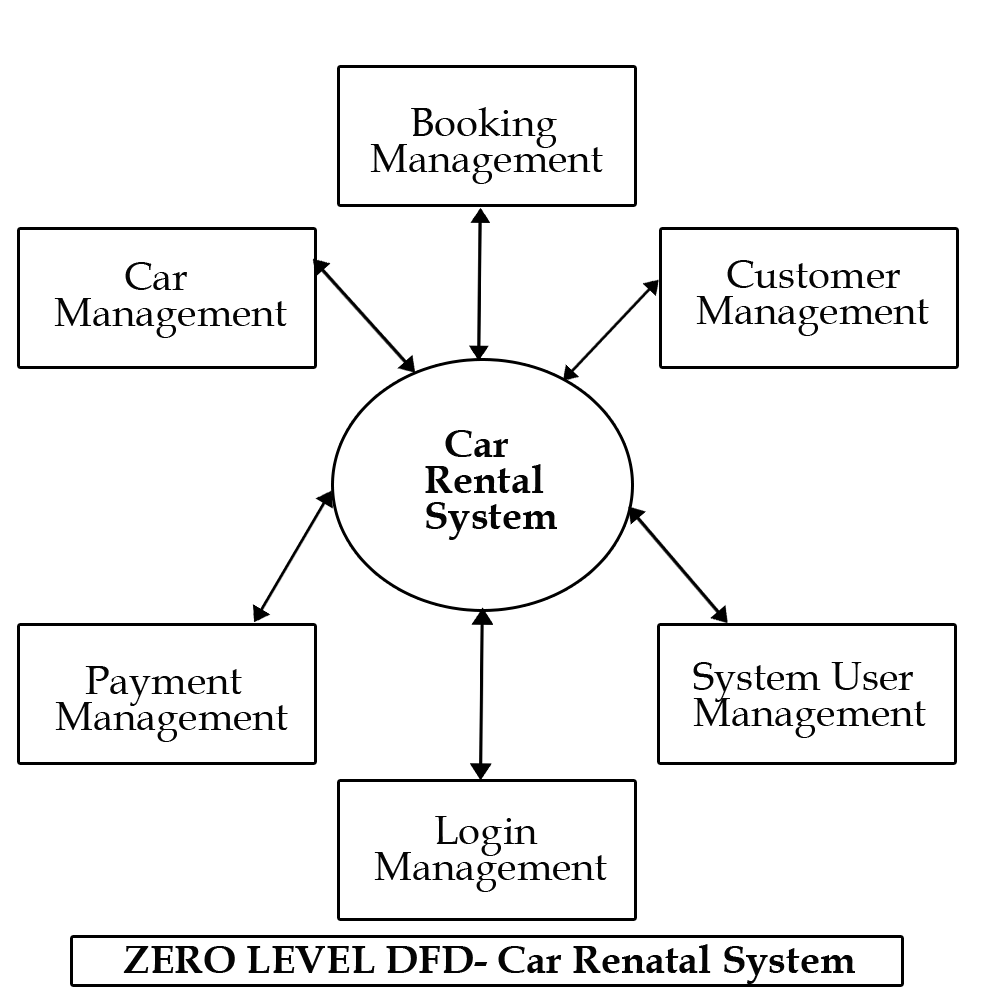 Booking
Management
Car
Management
Customer
Management
Car
Rental
System
Payment
Management
System User
Management
Login
Management
ZERO LEVEL DFD- Car Renatal System